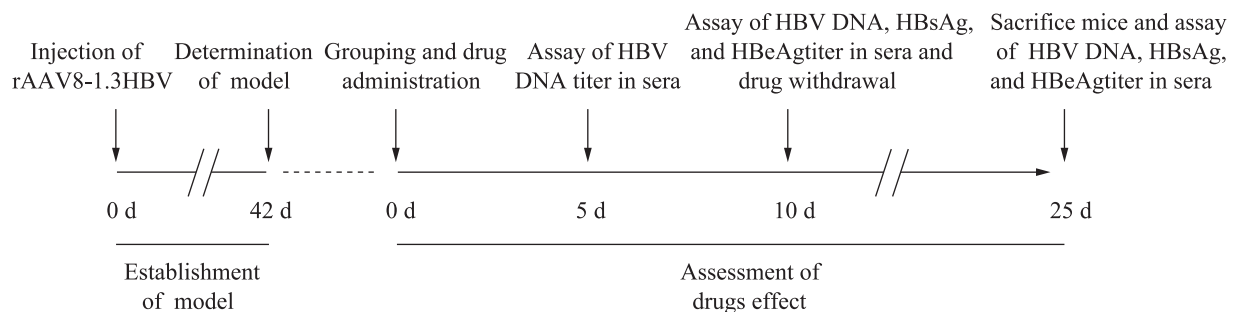 Injection of
rAAV8-1.3HBV
Determination
of model
Grouping and drug
administration
Assay of HBV
DNA titer in sera
Assay of HBV DNA, HBsAg,
and HBeAgtiter in sera and
drug withdrawal
Sacrifice mice and assay
of HBV DNA, HBsAg,
and HBeAgtiter in sera
0 d
42 d
0 d
5 d
10 d
25 d
Establishment
of model
Assessment of
drugs effect